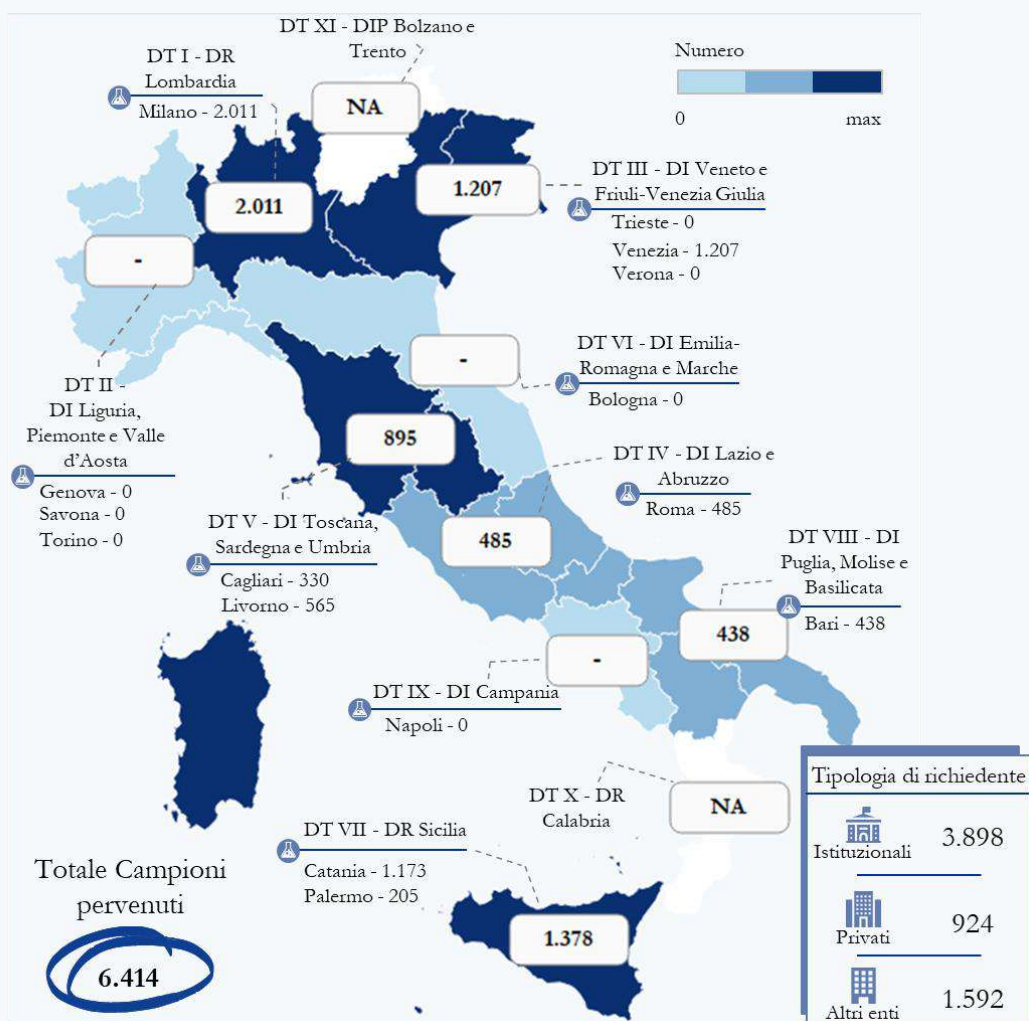 DT XI - DIP Bolzano e
Trento
NA
DT I - DR
Lombardia
Milano - 2.011
2.011
Numero
0 max
DT III - DI Veneto e
Friuli-Venezia Giulia
Trieste - 0
Venezia - 1.207
Verona - 0
1.207
-
DT II -
DI Liguria,
Piemonte e Valle
d'Aosta
Genova - 0
Savona - 0
Torino - 0
DT VI - DI Emilia-
Romagna e Marche
Bologna - 0
-
895
DT V - DI Toscana,
Sardegna e Umbria
Cagliari - 330
Livorno - 565
DT IV - DI Lazio e
Abruzzo
Roma - 485
485
DT VIII - DI
Puglia, Molise e
Basilicata
Bari - 438
438
-
DT IX - DI Campania
Napoli - 0
DT X - DR
Calabria
NA
DT VII - DR Sicilia
Catania - 1.173
Palermo - 205
1.378
Totale Campioni
pervenuti
6.414
Tipologia di richiedente
Istituzionali 3.898
Privati 924
Altri enti 1.592